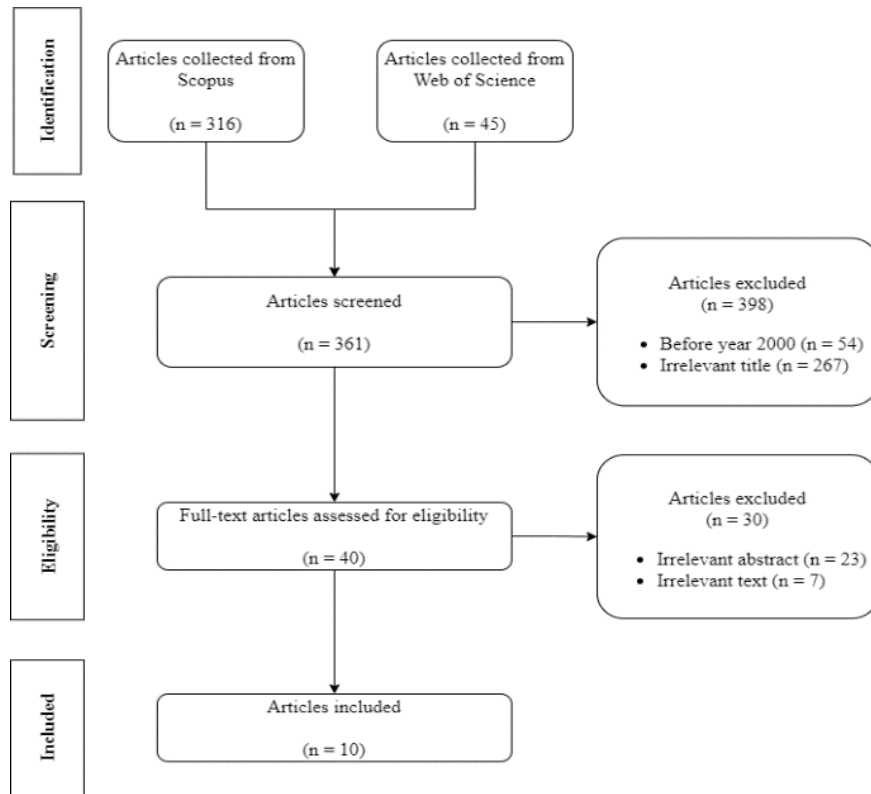 Identification
Articles collected from
Scopus
(n = 316)
Articles collected from
Web of Science
(n = 45)
Screening
Articles screened
(n = 361)
Articles excluded
(n = 398)
• Before year 2000 (n = 54)
• Irrelevant title (n = 267)
Eligibility
Full-text articles assessed for eligibility
(n = 40)
Articles excluded
(n = 30)
• Irrelevant abstract (n = 23)
• Irrelevant text (n = 7)
Included
Articles included
(n = 10)